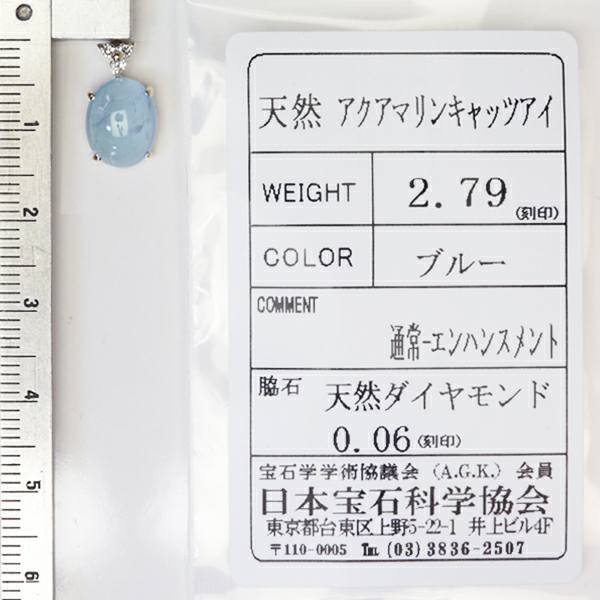 1
2
3
4
5
6
天然 アクアマリンキャッツアイ
WEIGHT 2.79 (刻印)
COLOR ブルー
COMMENT
通常-エンハンスメント
脇石 天然ダイヤモンド
0.06 (刻印)
宝石学学術協議会 (A.G.K.) 会員
日本宝石科学協会
東京都台東区上野5-22-1 井上ビル4F
〒110-0005 TEL (03) 3836-2507